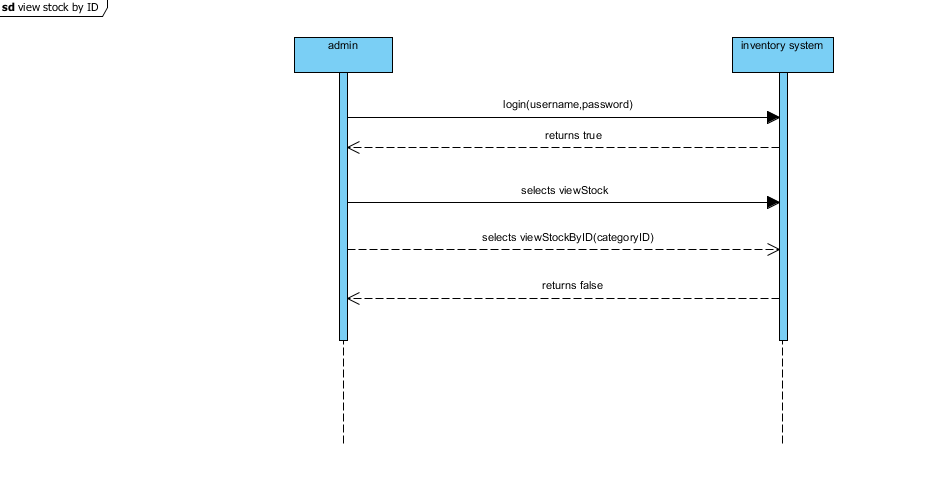 sd view stock by ID
admin
inventory system
login(username,password)
returns true
selects viewStock
selects viewStockByID(categoryID)
returns false